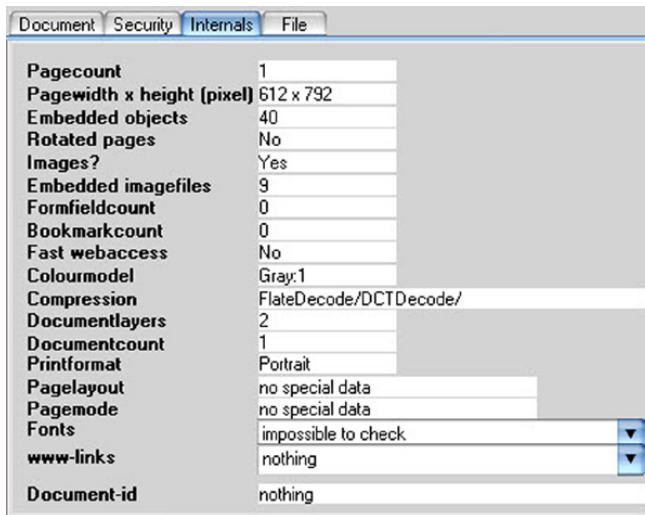 Document Security Internals File
Pagecount 1
Pagewidth x height (pixel) 612 x 792
Embedded objects 40
Rotated pages No
Images? Yes
Embedded imagefiles 9
Formfieldcount 0
Bookmarkcount 0
Fast webaccess No
Colourmodel Gray:1
Compression FlateDecode/DCTDecode/
Documentlayers 2
Documentcount 1
Printformat Portrait
Pagelayout no special data
Pagemode no special data
Fonts impossible to check
www-links nothing
Document-id nothing